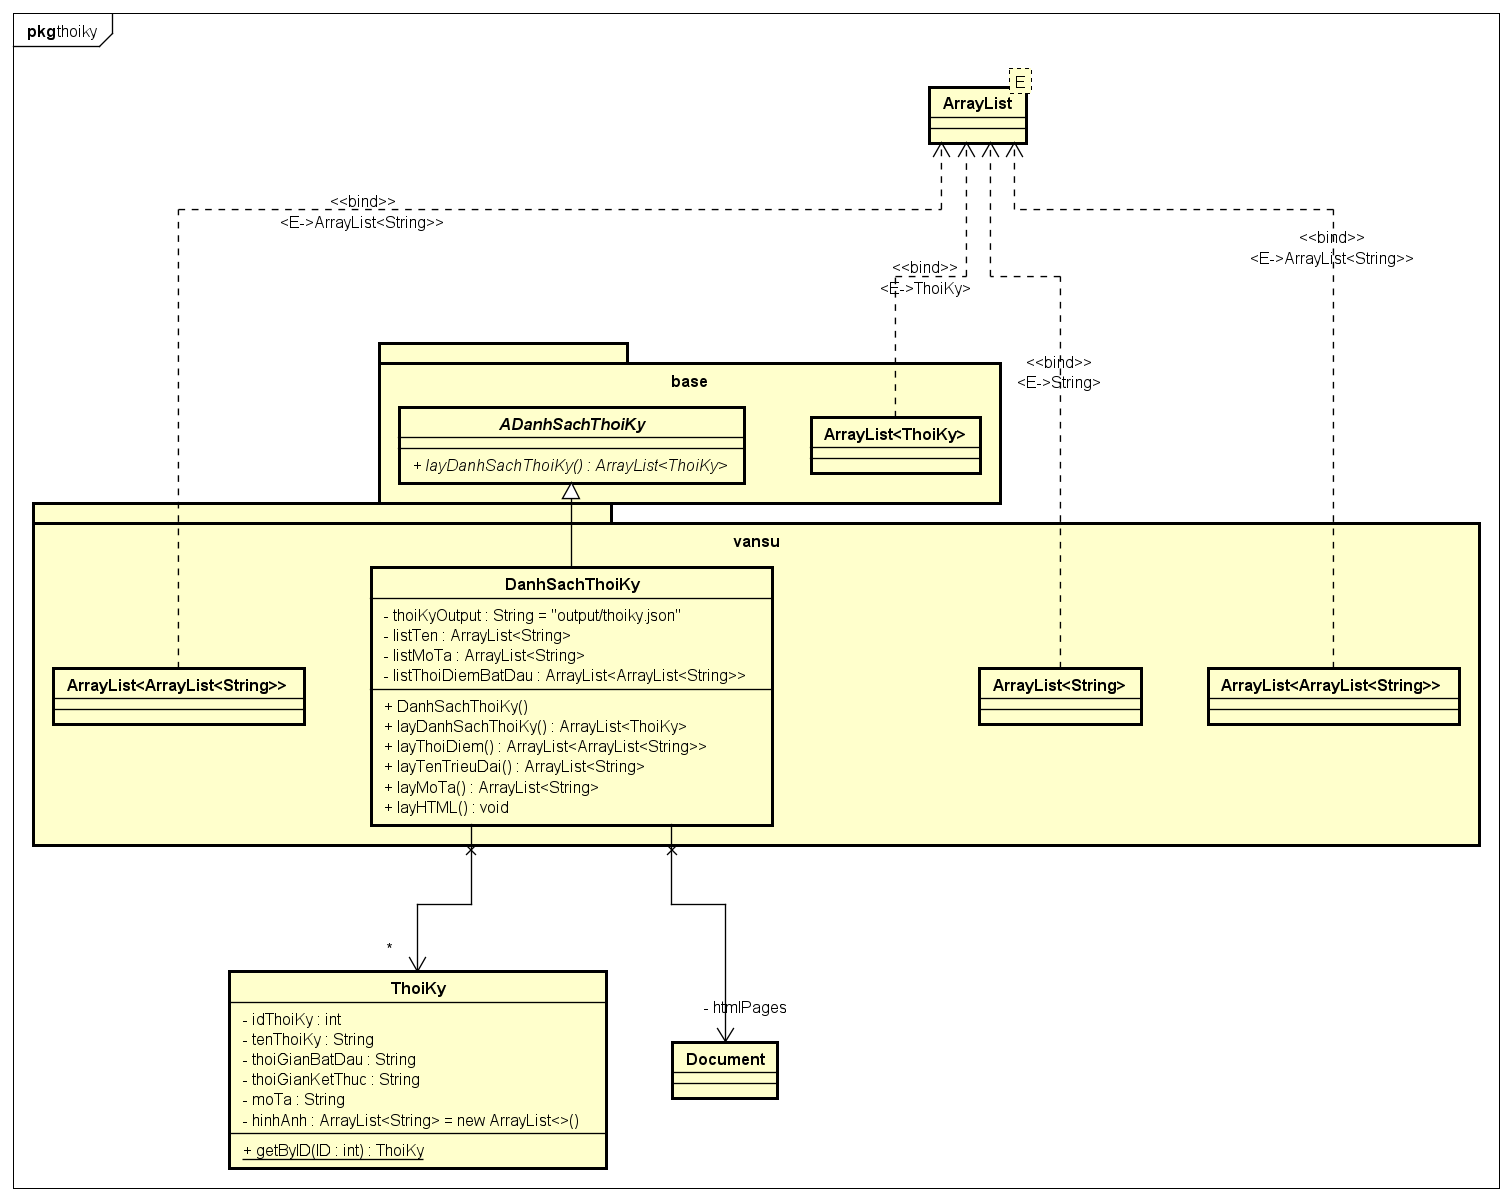 pkg thoiky
E
ArrayList
<<bind>>
<E->ArrayList<String>>
<<bind>>
<E->ThoiKy>
<<bind>>
<E->String>
<<bind>>
<E->ArrayList<String>>
base
ADanhSachThoiKy
+ layDanhSachThoiKy() : ArrayList<ThoiKy>
ArrayList<ThoiKy>
vansu
ArrayList<ArrayList<String>>
DanhSachThoiKy
- thoiKyOutput : String = "output/thoiky.json"
- listTen : ArrayList<String>
- listMoTa : ArrayList<String>
- listThoiDiemBatDau : ArrayList<ArrayList<String>>
+ DanhSachThoiKy()
+ layDanhSachThoiKy() : ArrayList<ThoiKy>
+ layThoiDiem() : ArrayList<ArrayList<String>>
+ layTenTrieuDai() : ArrayList<String>
+ layMoTa() : ArrayList<String>
+ layHTML() : void
ArrayList<String>
ArrayList<ArrayList<String>>
*
ThoiKy
- idThoiKy : int
- tenThoiKy : String
- thoiGianBatDau : String
- thoiGianKetThuc : String
- moTa : String
- hinhAnh : ArrayList<String> = new ArrayList<>()
+ getByID(ID : int) : ThoiKy
- htmlPages
Document